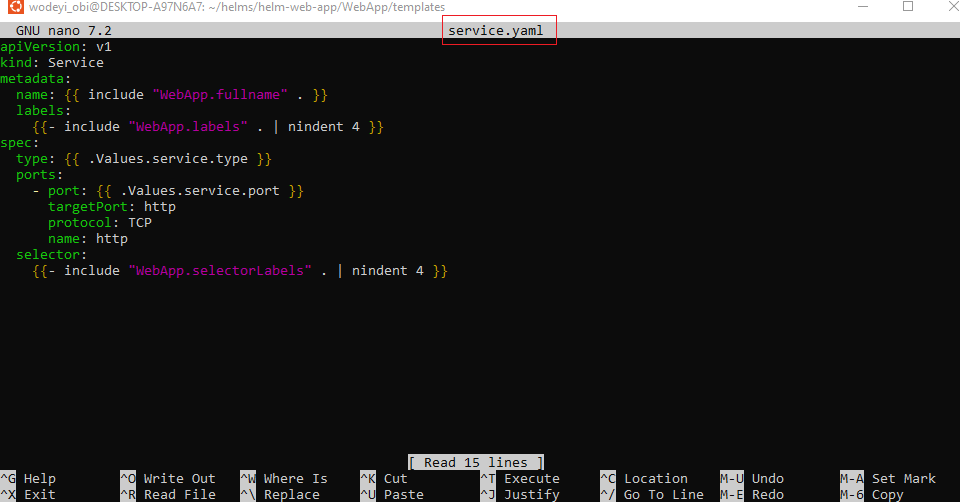 wodeyi_obi@DESKTOP-A97N6A7: ~/helms/helm-web-app/WebApp/templates
GNU nano 7.2 service.yaml
apiVersion: v1
kind: Service
metadata:
  name: {{ include "WebApp.fullname" . }}
  labels:
    {{- include "WebApp.labels" . | nindent 4 }}
spec:
  type: {{ .Values.service.type }}
  ports:
    - port: {{ .Values.service.port }}
      targetPort: http
      protocol: TCP
      name: http
  selector:
    {{- include "WebApp.selectorLabels" . | nindent 4 }}
[ Read 15 lines ]
^G Help ^O Write Out ^W Where Is ^K Cut ^T Execute ^C Location M-U Undo M-A Set Mark
^X Exit ^R Read File ^\ Replace ^U Paste ^J Justify ^/ Go To Line M-E Redo M-6 Copy